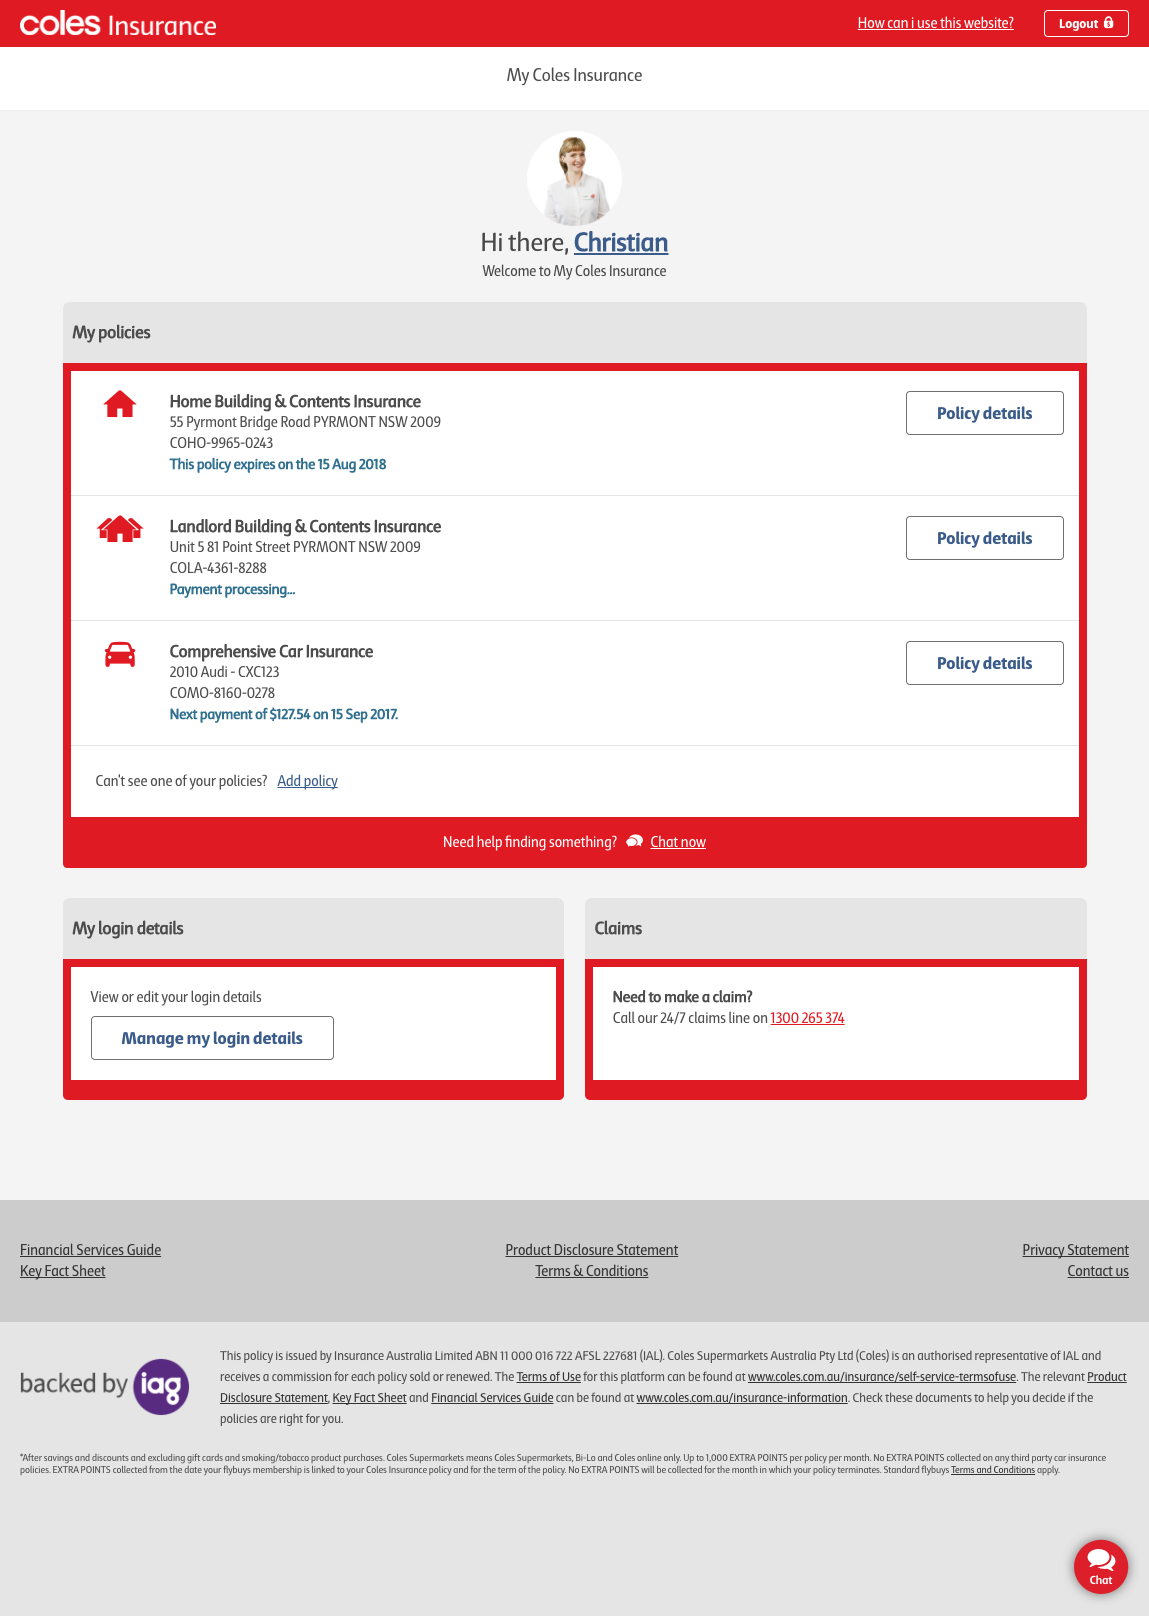 coles Insurance
How can i use this website?
Logout
My Coles Insurance
Hi there, Christian
Welcome to My Coles Insurance
My policies
Home Building & Contents Insurance
55 Pyrmont Bridge Road PYRMONT NSW 2009
COHO-9965-0243
This policy expires on the 15 Aug 2018
Policy details
Landlord Building & Contents Insurance
Unit 5 81 Point Street PYRMONT NSW 2009
COLA-4361-8288
Payment processing...
Policy details
Comprehensive Car Insurance
2010 Audi - CXC123
COMO-8160-0278
Next payment of $127.54 on 15 Sep 2017.
Policy details
Can't see one of your policies? Add policy
Need help finding something? Chat now
My login details
View or edit your login details
Manage my login details
Claims
Need to make a claim?
Call our 24/7 claims line on 1300 265 374
Financial Services Guide
Key Fact Sheet
Product Disclosure Statement
Terms & Conditions
Privacy Statement
Contact us
backed by iag
This policy is issued by Insurance Australia Limited ABN 11 000 016 722 AFSL 227681 (IAL). Coles Supermarkets Australia Pty Ltd (Coles) is an authorised representative of IAL and
receives a commission for each policy sold or renewed. The Terms of Use for this platform can be found at www.coles.com.au/insurance/self-service-termsofuse. The relevant Product
Disclosure Statement, Key Fact Sheet and Financial Services Guide can be found at www.coles.com.au/insurance-information. Check these documents to help you decide if the
policies are right for you.
*After savings and discounts and excluding gift cards and smoking/tobacco product purchases. Coles Supermarkets means Coles Supermarkets, Bi-Lo and Coles online only. Up to 1,000 EXTRA POINTS per policy per month. No EXTRA POINTS collected on any third party car insurance
policies. EXTRA POINTS collected from the date your flybuys membership is linked to your Coles Insurance policy and for the term of the policy. No EXTRA POINTS will be collected for the month in which your policy terminates. Standard flybuys Terms and Conditions apply.
Chat